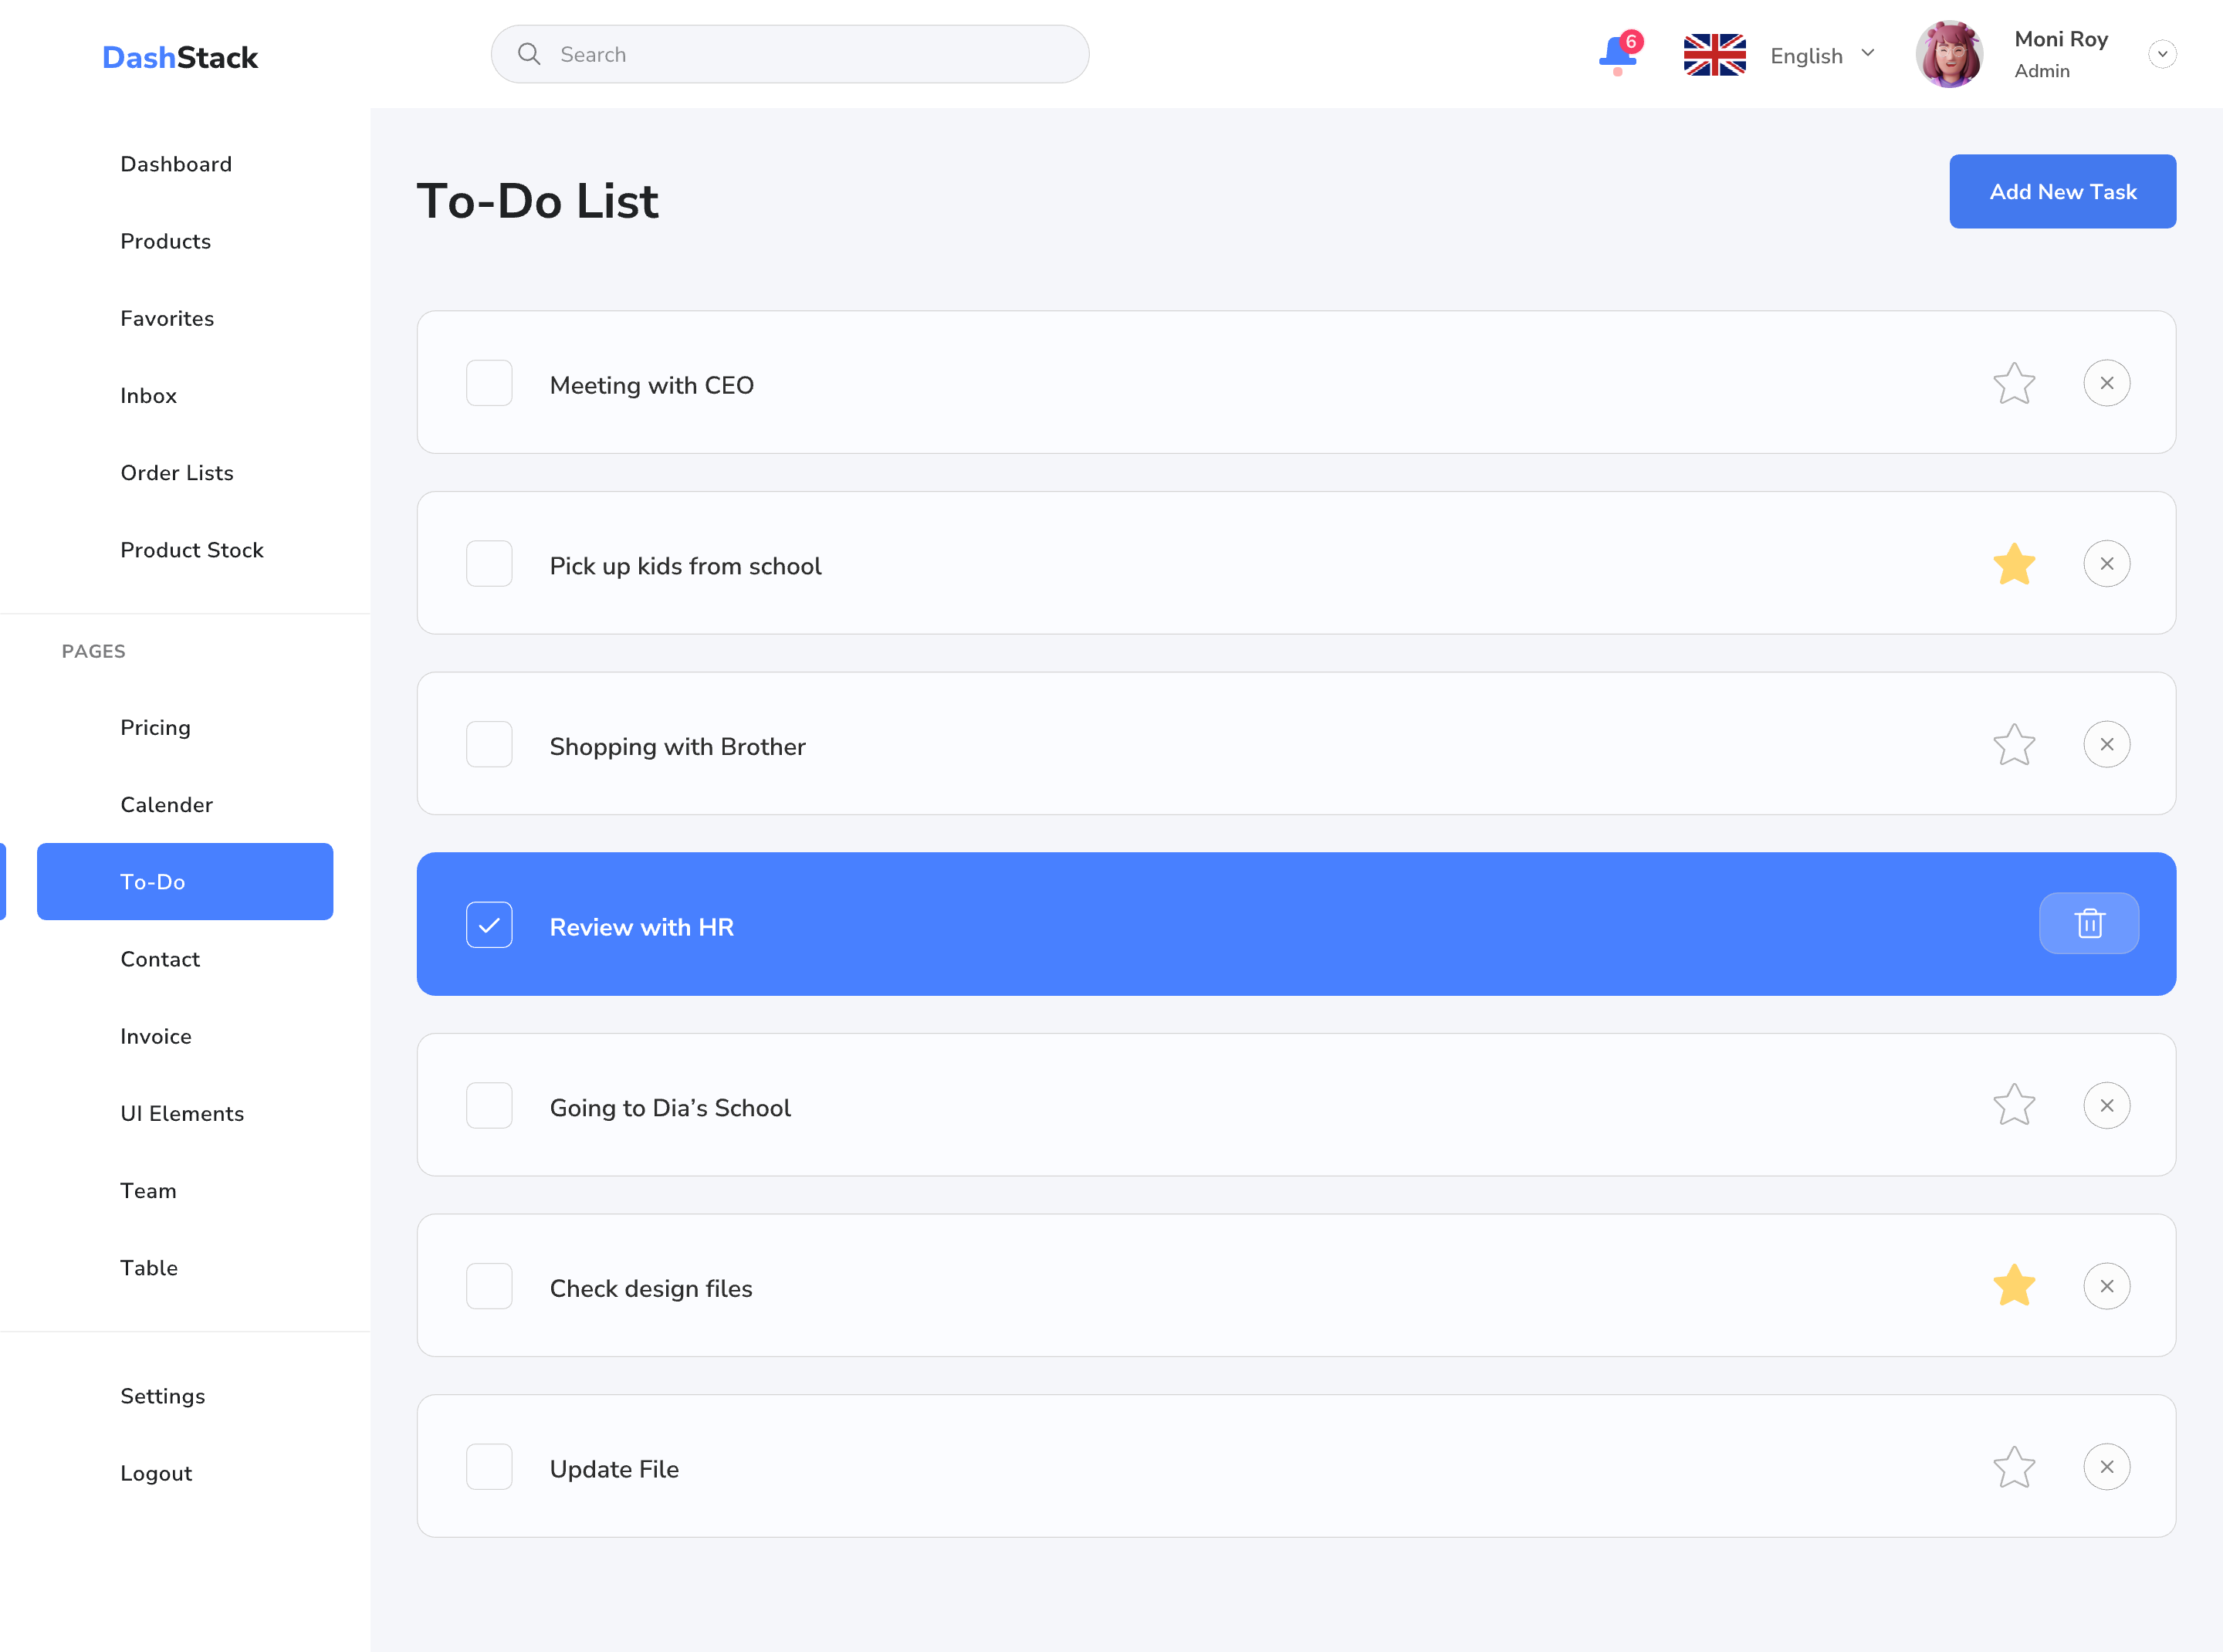 DashStack
Search
6
English
Moni Roy
Admin
Dashboard
Products
Favorites
Inbox
Order Lists
Product Stock
PAGES
Pricing
Calender
To-Do
Contact
Invoice
UI Elements
Team
Table
Settings
Logout
To-Do List
Add New Task
Meeting with CEO
Pick up kids from school
Shopping with Brother
Review with HR
Going to Dia’s School
Check design files
Update File